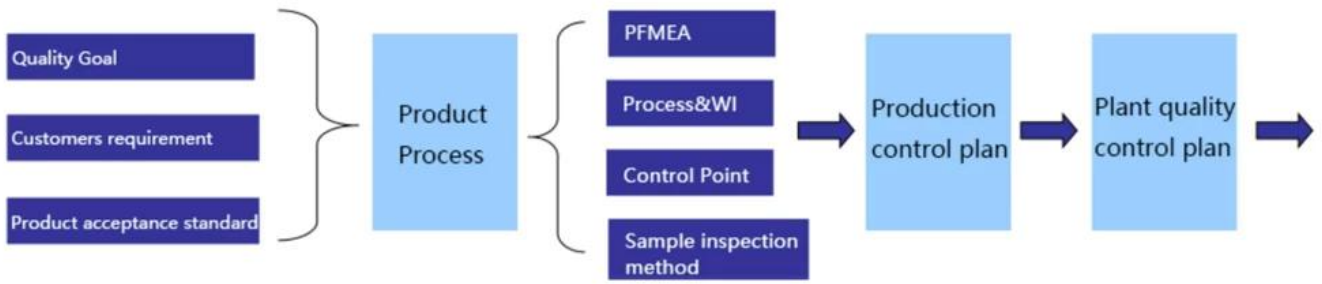 Quality Goal
Customers requirement
Product acceptance standard
Product
Process
PFMEA
Process&WI
Control Point
Sample inspection
method
Production
control plan
Plant quality
control plan